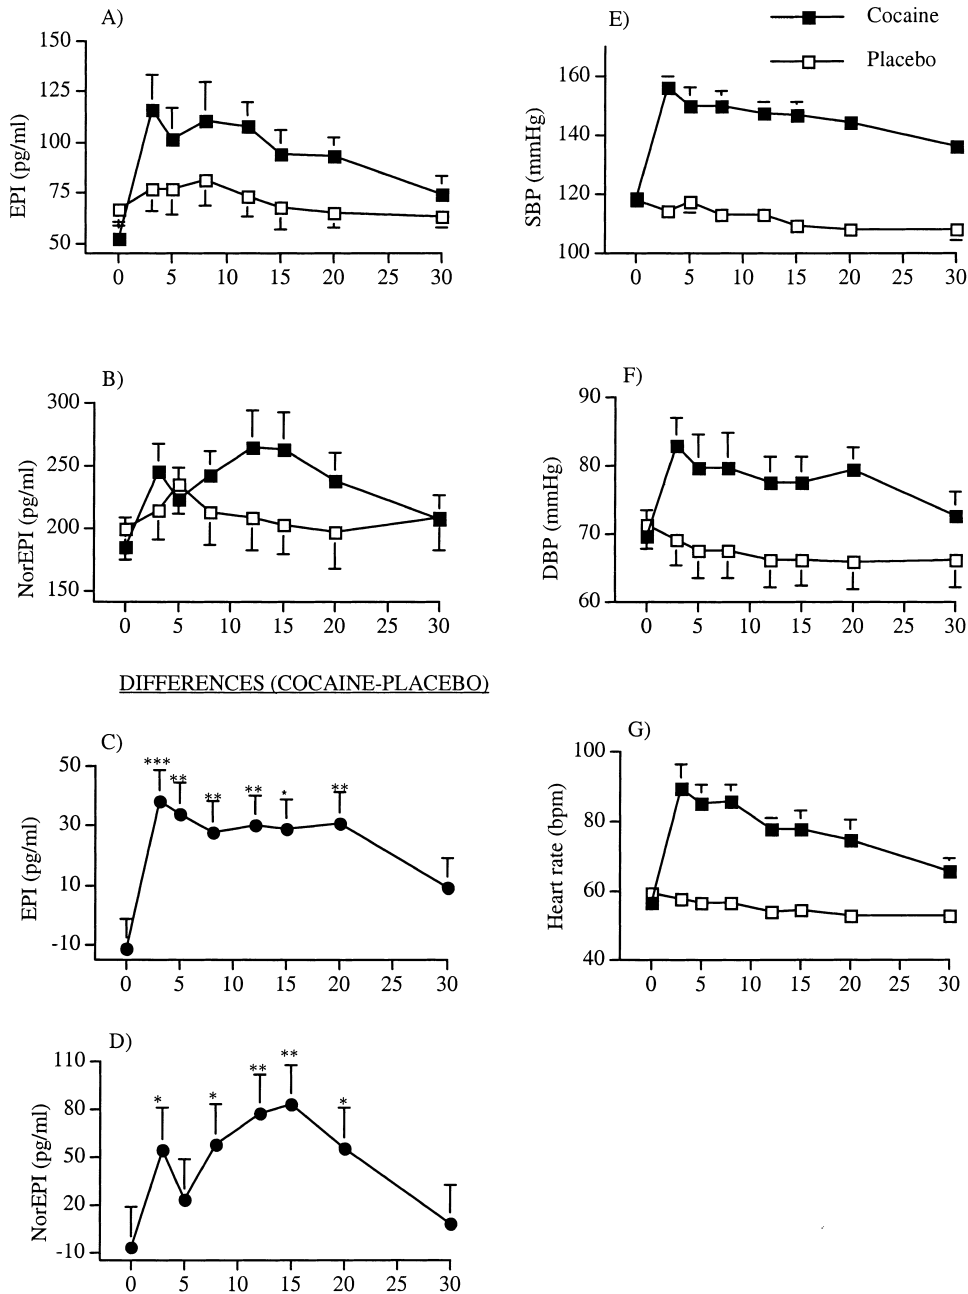 A)
150
125
100
75
50
EPI (pg/ml)
#
0 5 10 15 20 25 30
E)
Cocaine
Placebo
160
140
120
100
SBP (mmHg)
0 5 10 15 20 25 30
B)
300
250
200
150
NorEPI (pg/ml)
0 5 10 15 20 25 30
F)
90
80
70
60
DBP (mmHg)
0 5 10 15 20 25 30
DIFFERENCES (COCAINE-PLACEBO)
C)
50
30
10
-10
EPI (pg/ml)
*** ** ** ** * **
0 5 10 15 20 25 30
G)
100
80
60
40
Heart rate (bpm)
0 5 10 15 20 25 30
D)
110
80
50
20
-10
NorEPI (pg/ml)
* * ** ** *
0 5 10 15 20 25 30